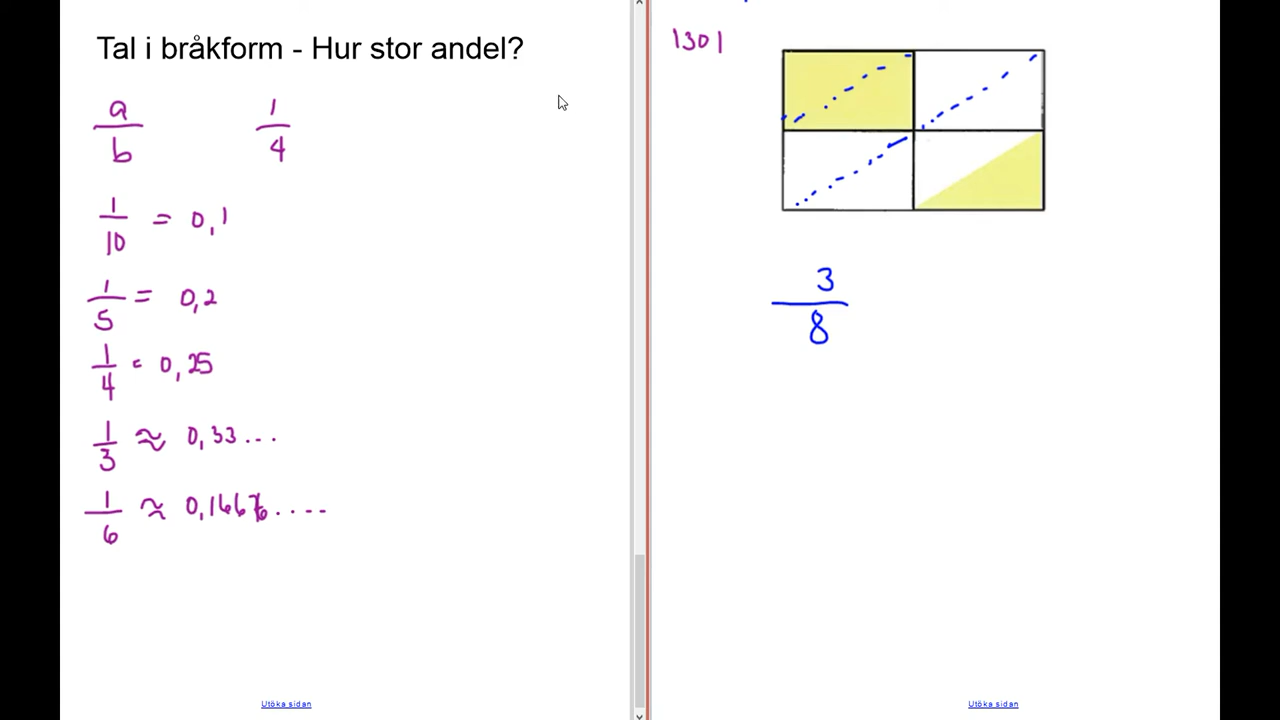 Tal i bråkform - Hur stor andel?
a/b 1/4
1/10 = 0,1
1/5 = 0,2
1/4 = 0,25
1/3 ≈ 0,33...
1/6 ≈ 0,1666....
Utöka sidan
1301
3/8
Utöka sidan